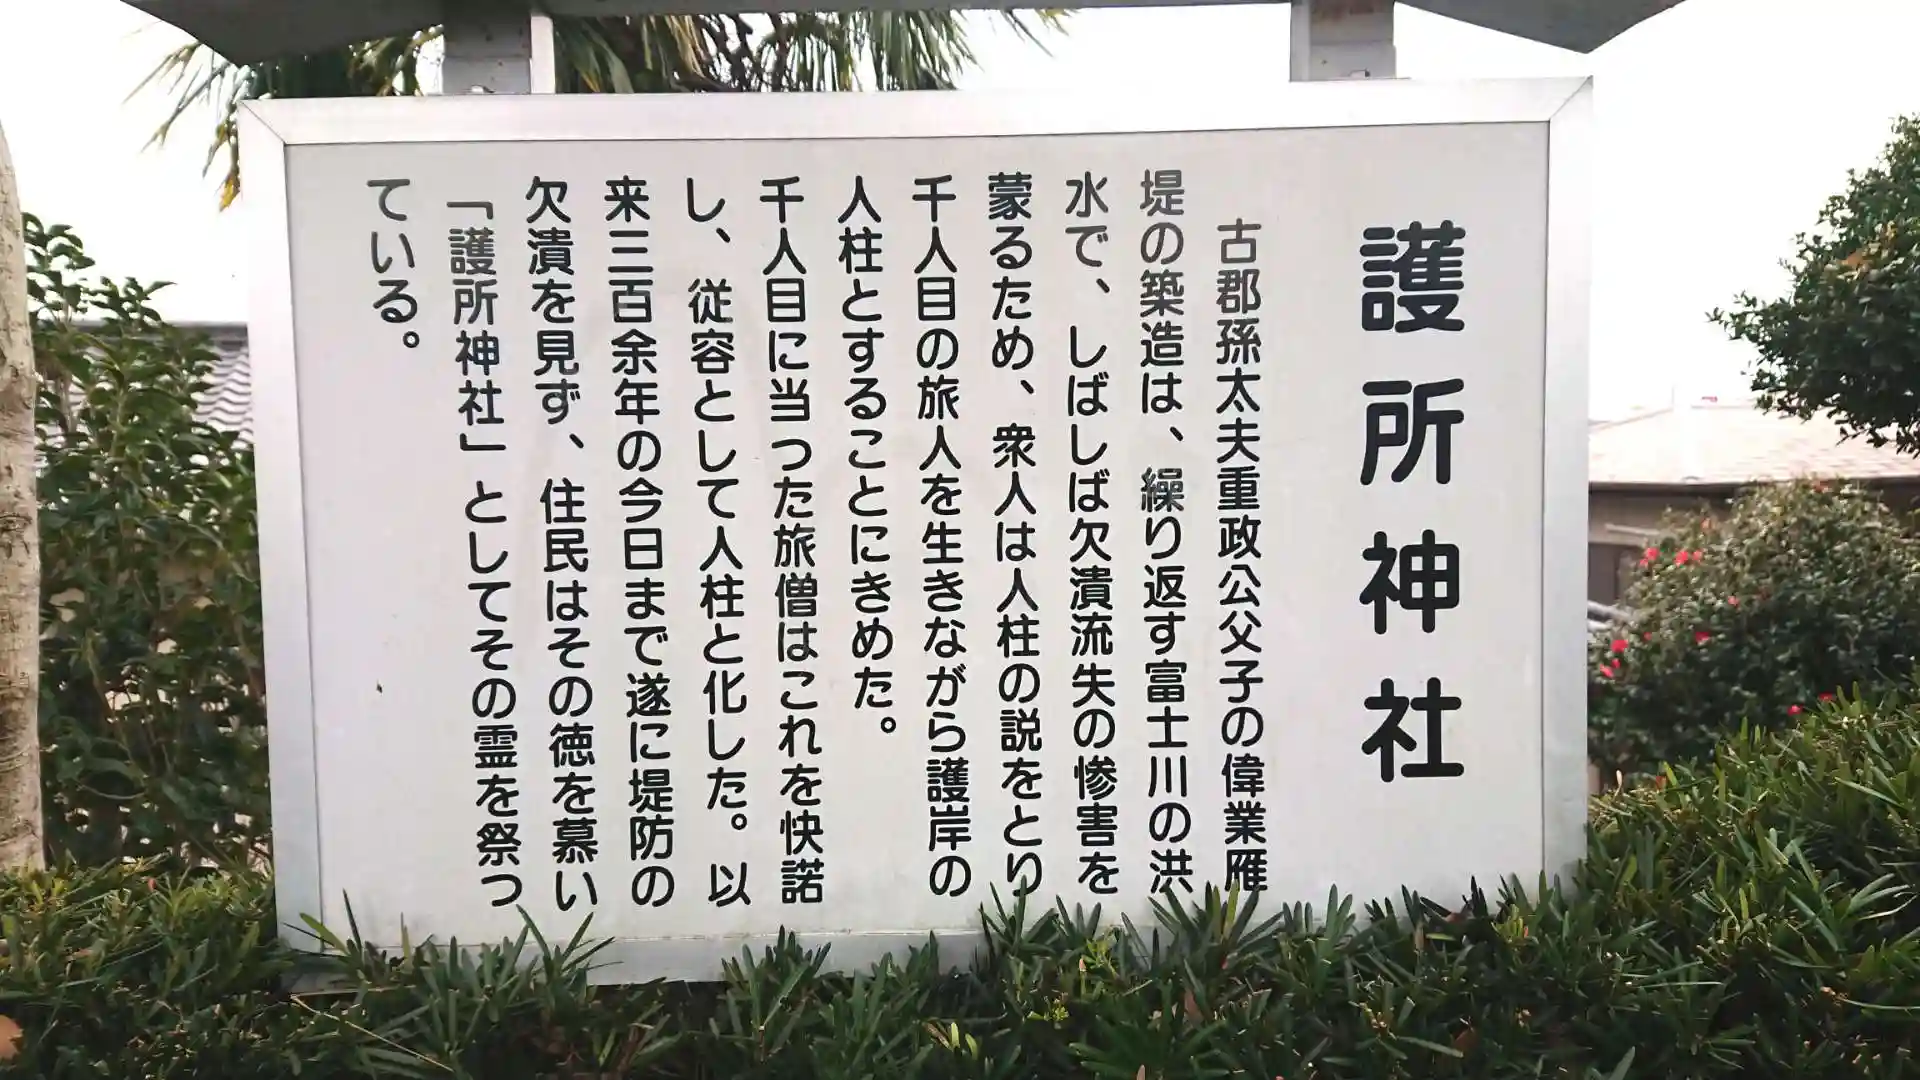 護所神社
古郡孫太夫重政公父子の偉業雁
堤の築造は、繰り返す富士川の洪
水で、しばしば欠潰流失の惨害を
蒙るため、衆人は人柱の説をとり
千人目の旅人を生きながら護岸の
人柱とすることにきめた。
千人目に当つた旅僧はこれを快諾
し、従容として人柱と化した。以
来三百余年の今日まで遂に堤防の
欠潰を見ず、住民はその徳を慕い
「護所神社」としてその霊を祭つ
ている。